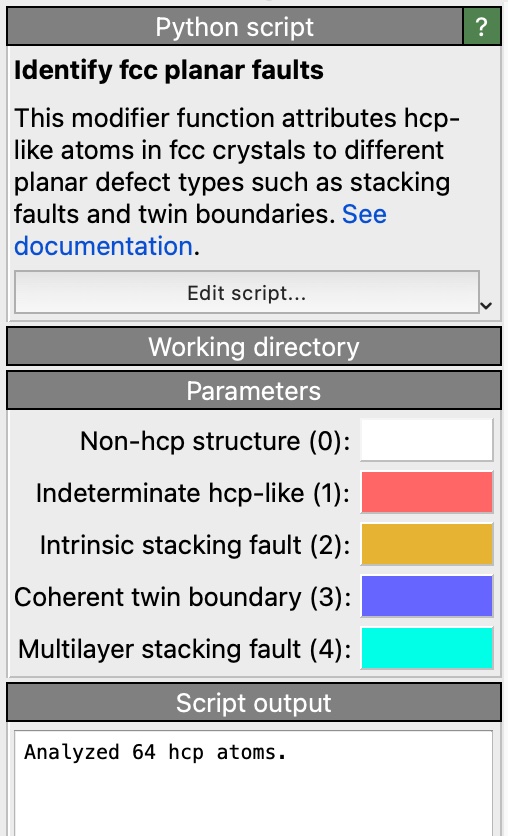 Python script
?
Identify fcc planar faults
This modifier function attributes hcp-
like atoms in fcc crystals to different
planar defect types such as stacking
faults and twin boundaries. See
documentation.
Edit script...
Working directory
Parameters
Non-hcp structure (0):
Indeterminate hcp-like (1):
Intrinsic stacking fault (2):
Coherent twin boundary (3):
Multilayer stacking fault (4):
Script output
Analyzed 64 hcp atoms.